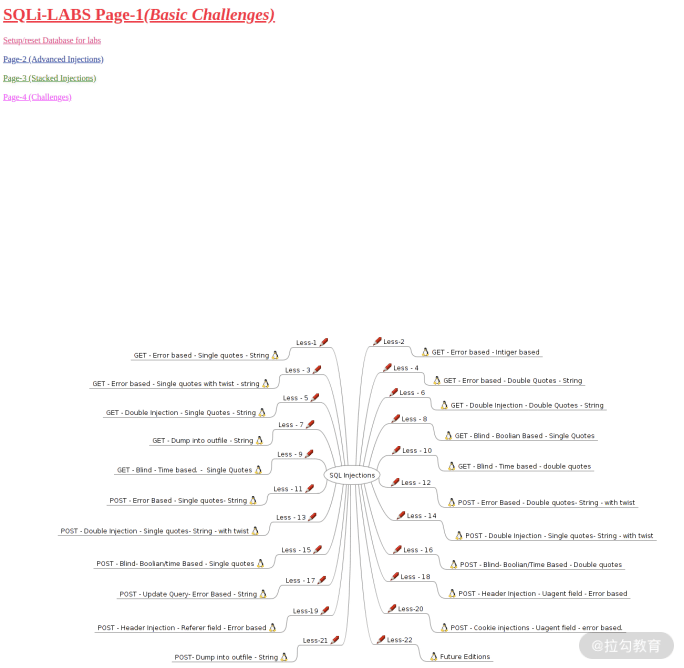 SQLi-LABS Page-1(Basic Challenges)
Setup/reset Database for labs
Page-2 (Advanced Injections)
Page-3 (Stacked Injections)
Page-4 (Challenges)
Less-1
GET - Error based - Single quotes - String
Less - 3
GET - Error based - Single quotes with twist - string
Less - 5
GET - Double Injection - Single Quotes - String
Less - 7
GET - Dump into outfile - String
Less - 9
GET - Blind - Time based. - Single Quotes
Less - 11
POST - Error Based - Single quotes- String
Less - 13
POST - Double Injection - Single quotes- String - with twist
Less - 15
POST - Blind- Boolian/time Based - Single quotes
Less - 17
POST - Update Query- Error Based - String
Less-19
POST - Header Injection - Referer field - Error based
Less-21
POST- Dump into outfile - String
SQL Injections
Less-2
GET - Error based - Intiger based
Less - 4
GET - Error based - Double Quotes - String
Less - 6
GET - Double Injection - Double Quotes - String
Less - 8
GET - Blind - Boolian Based - Single Quotes
Less - 10
GET - Blind - Time based - double quotes
Less - 12
POST - Error Based - Double quotes- String - with twist
Less - 14
POST - Double Injection - Single quotes- String - with twist
Less - 16
POST - Blind- Boolian/Time Based - Double quotes
Less - 18
POST - Header Injection - Uagent field - Error based
Less-20
POST - Cookie injections - Uagent field - error based.
Less-22
Future Editions
@拉勾教育